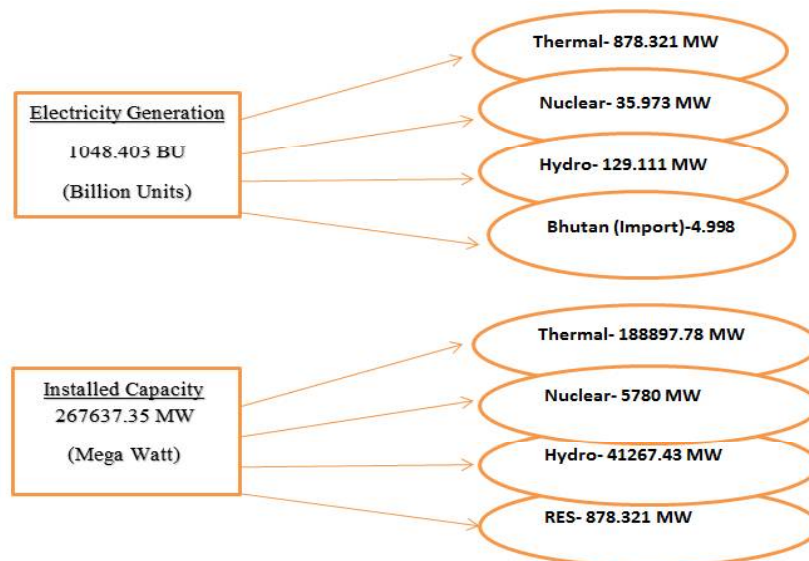 Electricity Generation
1048.403 BU
(Billion Units)
Thermal- 878.321 MW
Nuclear- 35.973 MW
Hydro- 129.111 MW
Bhutan (Import)-4.998
Installed Capacity
267637.35 MW
(Mega Watt)
Thermal- 188897.78 MW
Nuclear- 5780 MW
Hydro- 41267.43 MW
RES- 878.321 MW